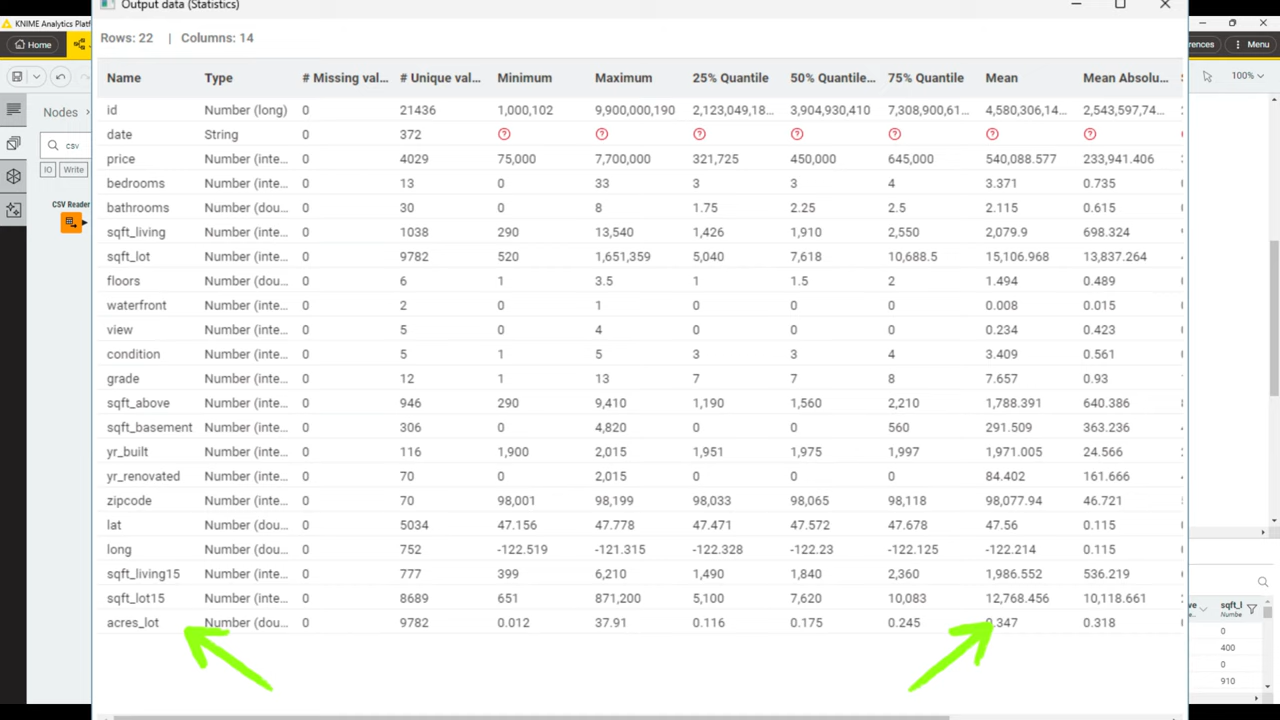 Output data (Statistics)
KNIME Analytics Platf
Home
Menu
Rows: 22 | Columns: 14
100%
Name Type # Missing val... # Unique val... Minimum Maximum 25% Quantile 50% Quantile... 75% Quantile Mean Mean Absolu...
Nodes
csv
IO Write
CSV Reader
id Number (long) 0 21436 1,000,102 9,900,000,190 2,123,049,18... 3,904,930,410 7,308,900,61... 4,580,306,14... 2,543,597,74...
date String 0 372 ? ? ? ? ? ? ?
price Number (inte... 0 4029 75,000 7,700,000 321,725 450,000 645,000 540,088.577 233,941.406
bedrooms Number (inte... 0 13 0 33 3 3 4 3.371 0.735
bathrooms Number (dou... 0 30 0 8 1.75 2.25 2.5 2.115 0.615
sqft_living Number (inte... 0 1038 290 13,540 1,426 1,910 2,550 2,079.9 698.324
sqft_lot Number (inte... 0 9782 520 1,651,359 5,040 7,618 10,688.5 15,106.968 13,837.264
floors Number (dou... 0 6 1 3.5 1 1.5 2 1.494 0.489
waterfront Number (inte... 0 2 0 1 0 0 0 0.008 0.015
view Number (inte... 0 5 0 4 0 0 0 0.234 0.423
condition Number (inte... 0 5 1 5 3 3 4 3.409 0.561
grade Number (inte... 0 12 1 13 7 7 8 7.657 0.93
sqft_above Number (inte... 0 946 290 9,410 1,190 1,560 2,210 1,788.391 640.386
sqft_basement Number (inte... 0 306 0 4,820 0 0 560 291.509 363.236
yr_built Number (inte... 0 116 1,900 2,015 1,951 1,975 1,997 1,971.005 24.566
yr_renovated Number (inte... 0 70 0 2,015 0 0 0 84.402 161.666
zipcode Number (inte... 0 70 98,001 98,199 98,033 98,065 98,118 98,077.94 46.721
lat Number (dou... 0 5034 47.156 47.778 47.471 47.572 47.678 47.56 0.115
long Number (dou... 0 752 -122.519 -121.315 -122.328 -122.23 -122.125 -122.214 0.115
sqft_living15 Number (inte... 0 777 399 6,210 1,490 1,840 2,360 1,986.552 536.219
sqft_lot15 Number (inte... 0 8689 651 871,200 5,100 7,620 10,083 12,768.456 10,118.661
acres_lot Number (dou... 0 9782 0.012 37.91 0.116 0.175 0.245 0.347 0.318
sqft_l
Numbe
0
400
0
910